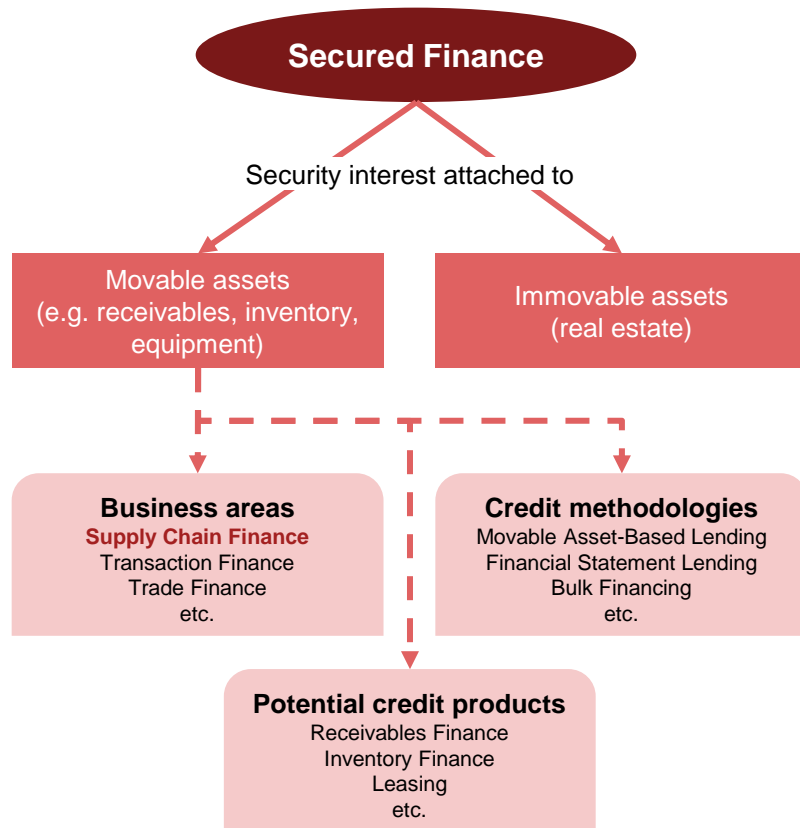 Secured Finance
Security interest attached to
Movable assets
(e.g. receivables, inventory,
equipment)
Immovable assets
(real estate)
Business areas
Supply Chain Finance
Transaction Finance
Trade Finance
etc.
Credit methodologies
Movable Asset-Based Lending
Financial Statement Lending
Bulk Financing
etc.
Potential credit products
Receivables Finance
Inventory Finance
Leasing
etc.